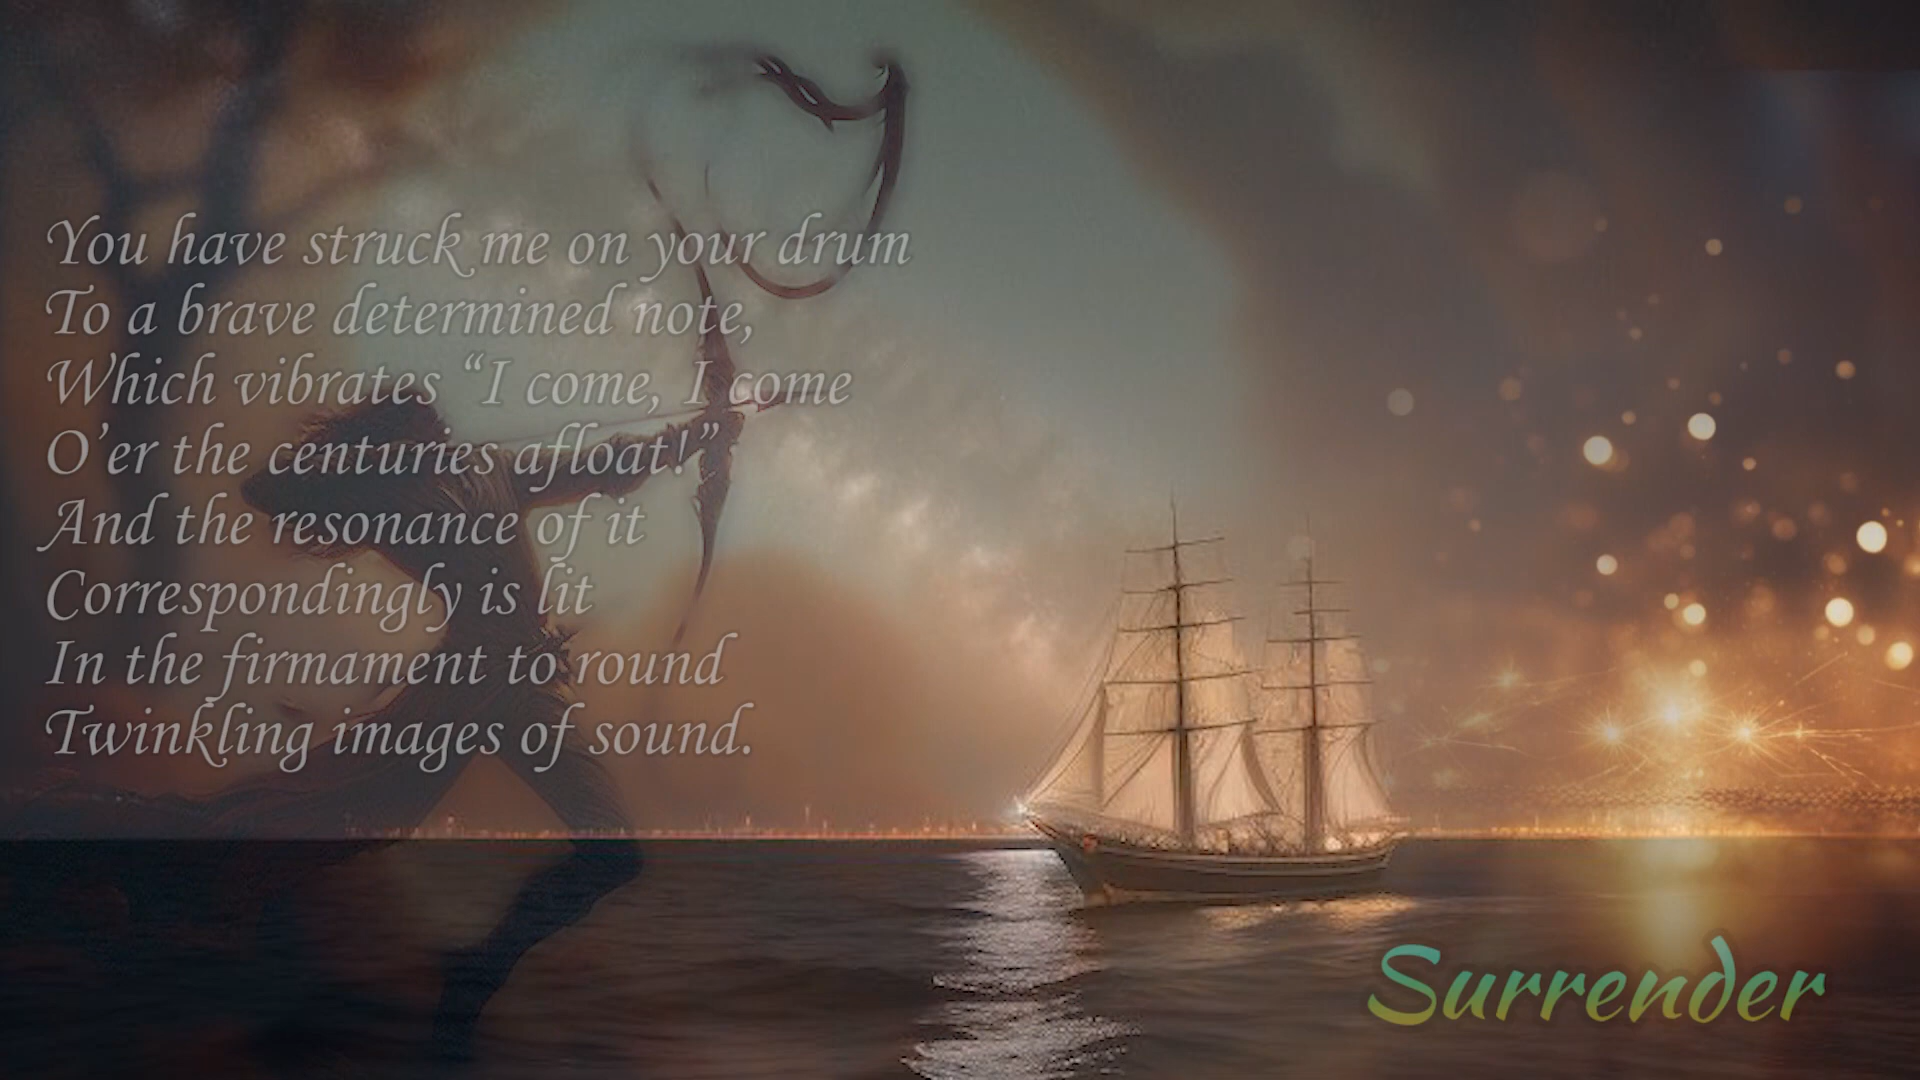 You have struck me on your drum
To a brave determined note,
Which vibrates “I come, I come
O’er the centuries afloat!”
And the resonance of it
Correspondingly is lit
In the firmament to round
Twinkling images of sound.
Surrender